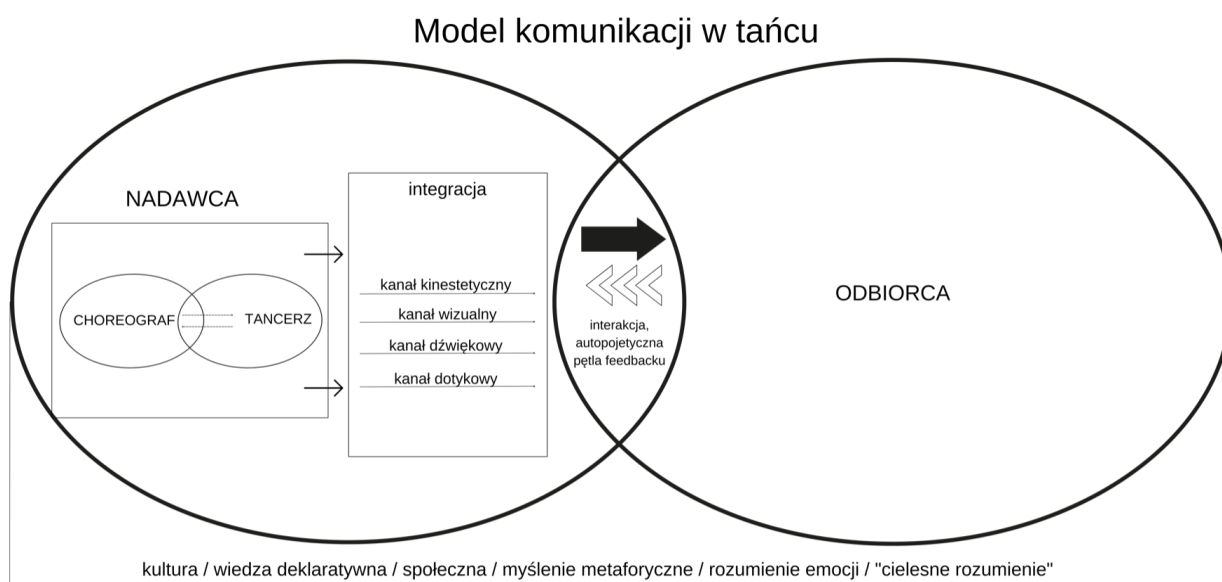 Model komunikacji w tańcu
NADAWCA
CHOREOGRAF
TANCERZ
integracja
kanał kinestetyczny
kanał wizualny
kanał dźwiękowy
kanał dotykowy
interakcja,
autopojetyczna
pętla feedbacku
ODBIORCA
kultura / wiedza deklaratywna / społeczna / myślenie metaforyczne / rozumienie emocji / "cielesne rozumienie"